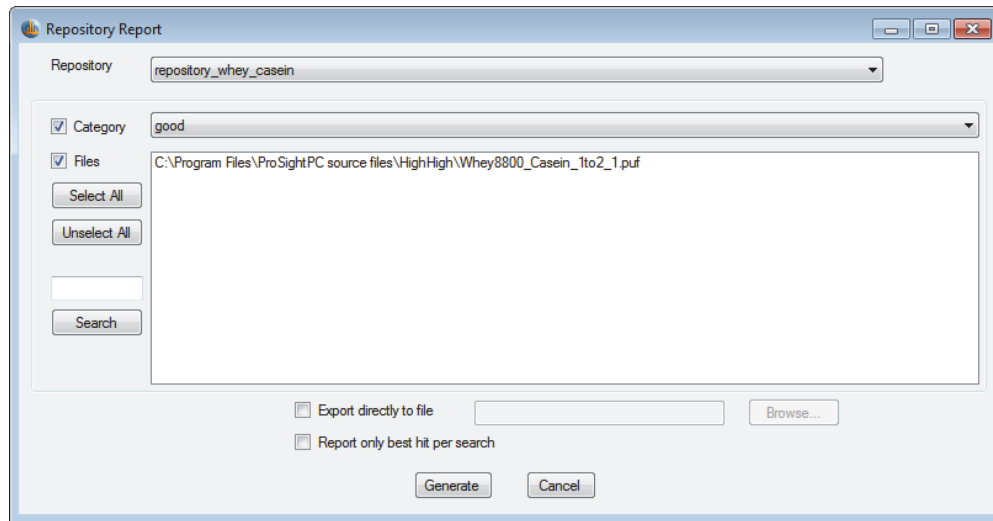 Repository Report
Repository
repository_whey_casein
Category
good
Files
C:\Program Files\ProSightPC source files\HighHigh\Whey8800_Casein_1to2_1.puf
Select All
Unselect All
Search
Export directly to file
Browse...
Report only best hit per search
Generate
Cancel